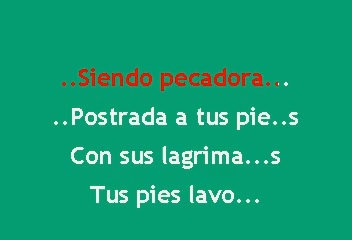 ..Siendo pecadora...
..Postrada a tus pie..s
Con sus lagrima...s
Tus pies lavo...